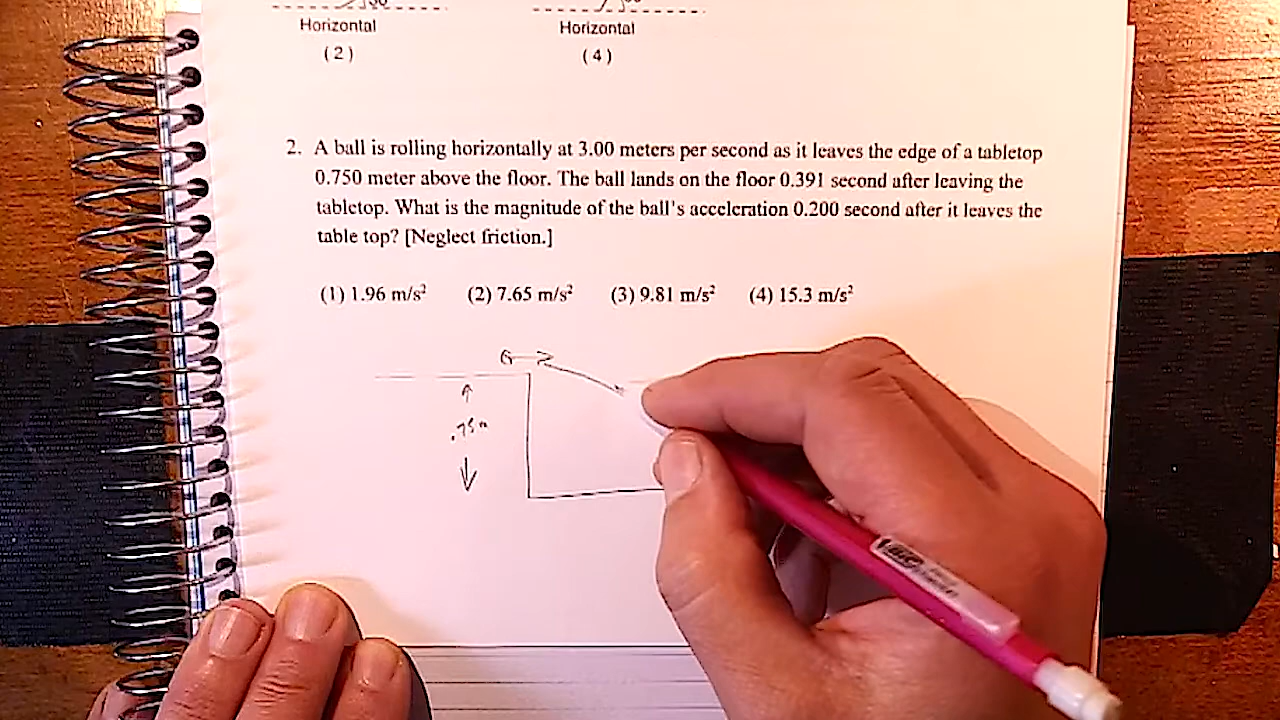 Horizontal Horizontal
(2) (4)
2. A ball is rolling horizontally at 3.00 meters per second as it leaves the edge of a tabletop
0.750 meter above the floor. The ball lands on the floor 0.391 second after leaving the
tabletop. What is the magnitude of the ball's acceleration 0.200 second after it leaves the
table top? [Neglect friction.]
(1) 1.96 m/s² (2) 7.65 m/s² (3) 9.81 m/s² (4) 15.3 m/s²
.75m